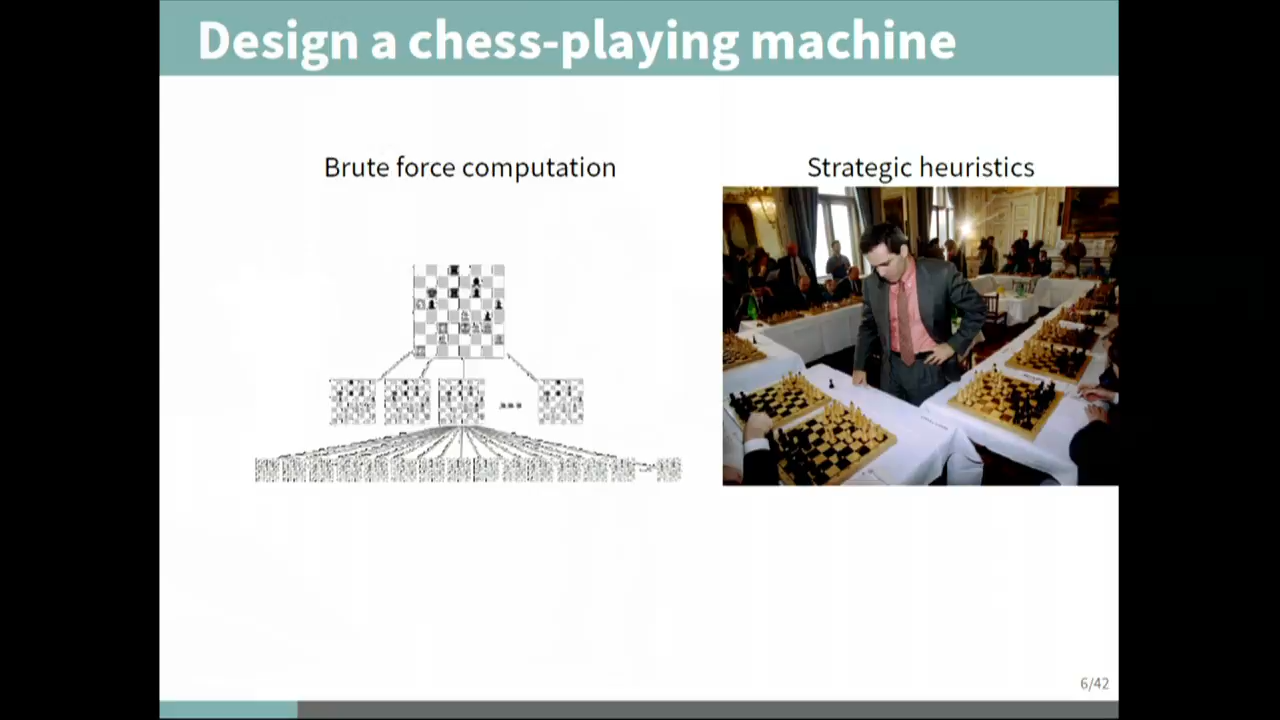 Design a chess-playing machine
Brute force computation
Strategic heuristics
6/42